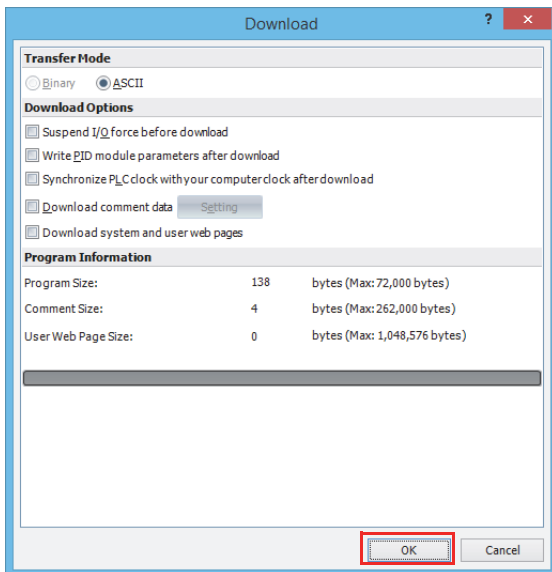 Download
?
Transfer Mode
Binary ASCII
Download Options
Suspend I/O force before download
Write PID module parameters after download
Synchronize PLC clock with your computer clock after download
Download comment data Setting
Download system and user web pages
Program Information
Program Size: 138 bytes (Max: 72,000 bytes)
Comment Size: 4 bytes (Max: 262,000 bytes)
User Web Page Size: 0 bytes (Max: 1,048,576 bytes)
OK Cancel